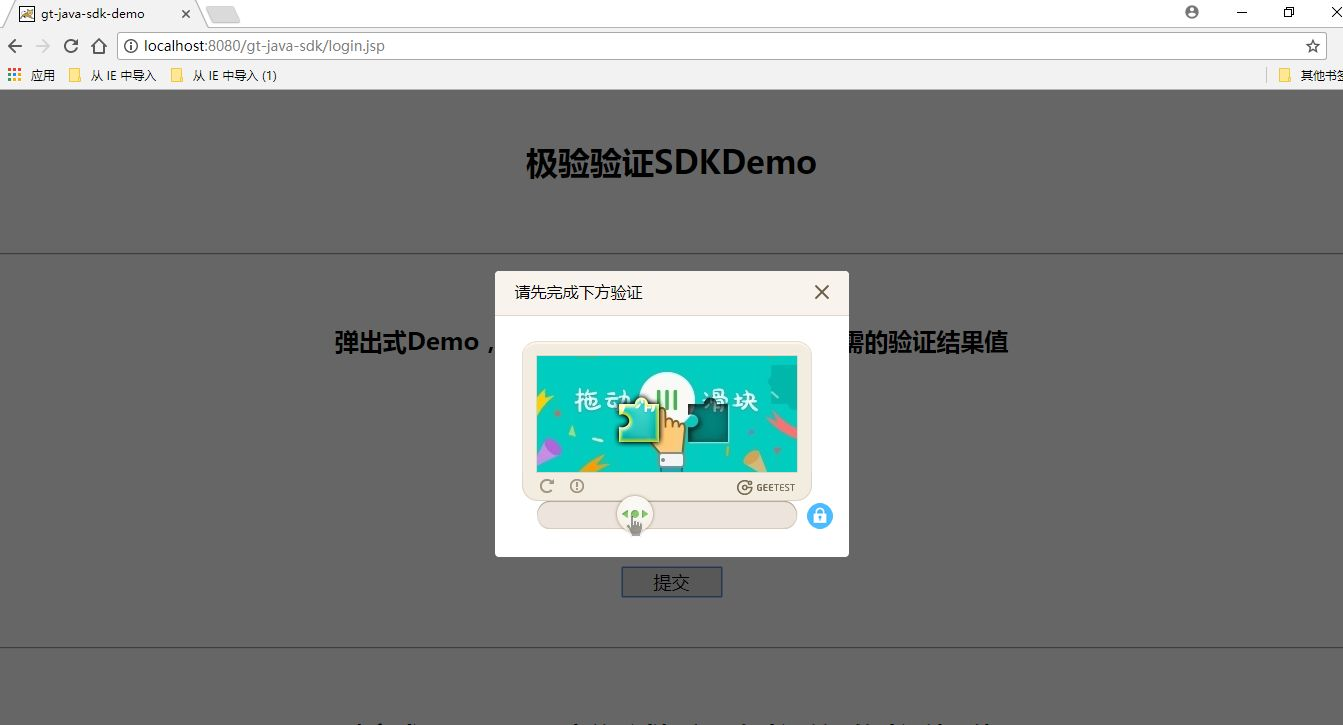 gt-java-sdk-demo
localhost:8080/gt-java-sdk/login.jsp
应用 从 IE 中导入 从 IE 中导入 (1) 其他书签
极验验证SDKDemo
请先完成下方验证
弹出式Demo， 需的验证结果值
拖动滑 滑块
GEETEST
提交